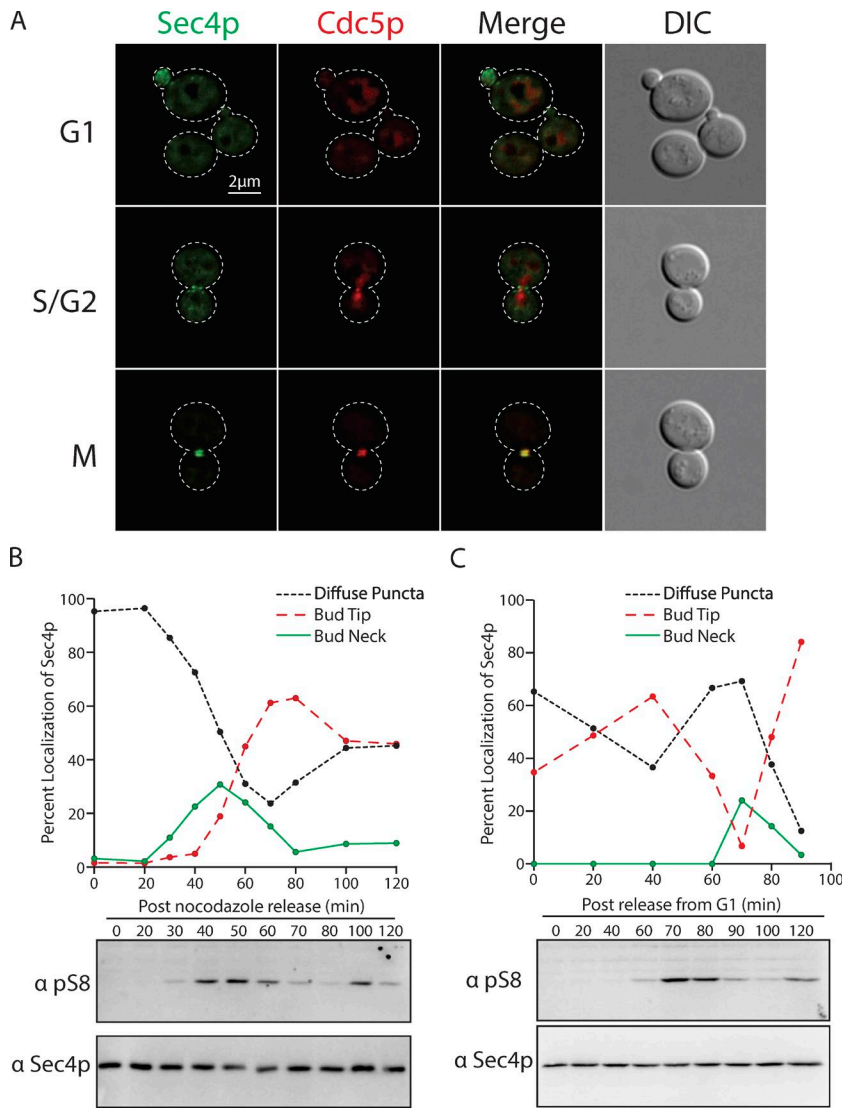 A
Sec4p Cdc5p Merge DIC
G1
2μm
S/G2
M
B
Diffuse Puncta
Bud Tip
Bud Neck
Percent Localization of Sec4p
100
80
60
40
20
0
0 20 40 60 80 100 120
Post nocodazole release (min)
0 20 30 40 50 60 70 80 100 120
α pS8
α Sec4p
C
Diffuse Puncta
Bud Tip
Bud Neck
Percent Localization of Sec4p
100
80
60
40
20
0
0 20 40 60 80 100
Post release from G1 (min)
0 20 40 60 70 80 90 100 120
α pS8
α Sec4p